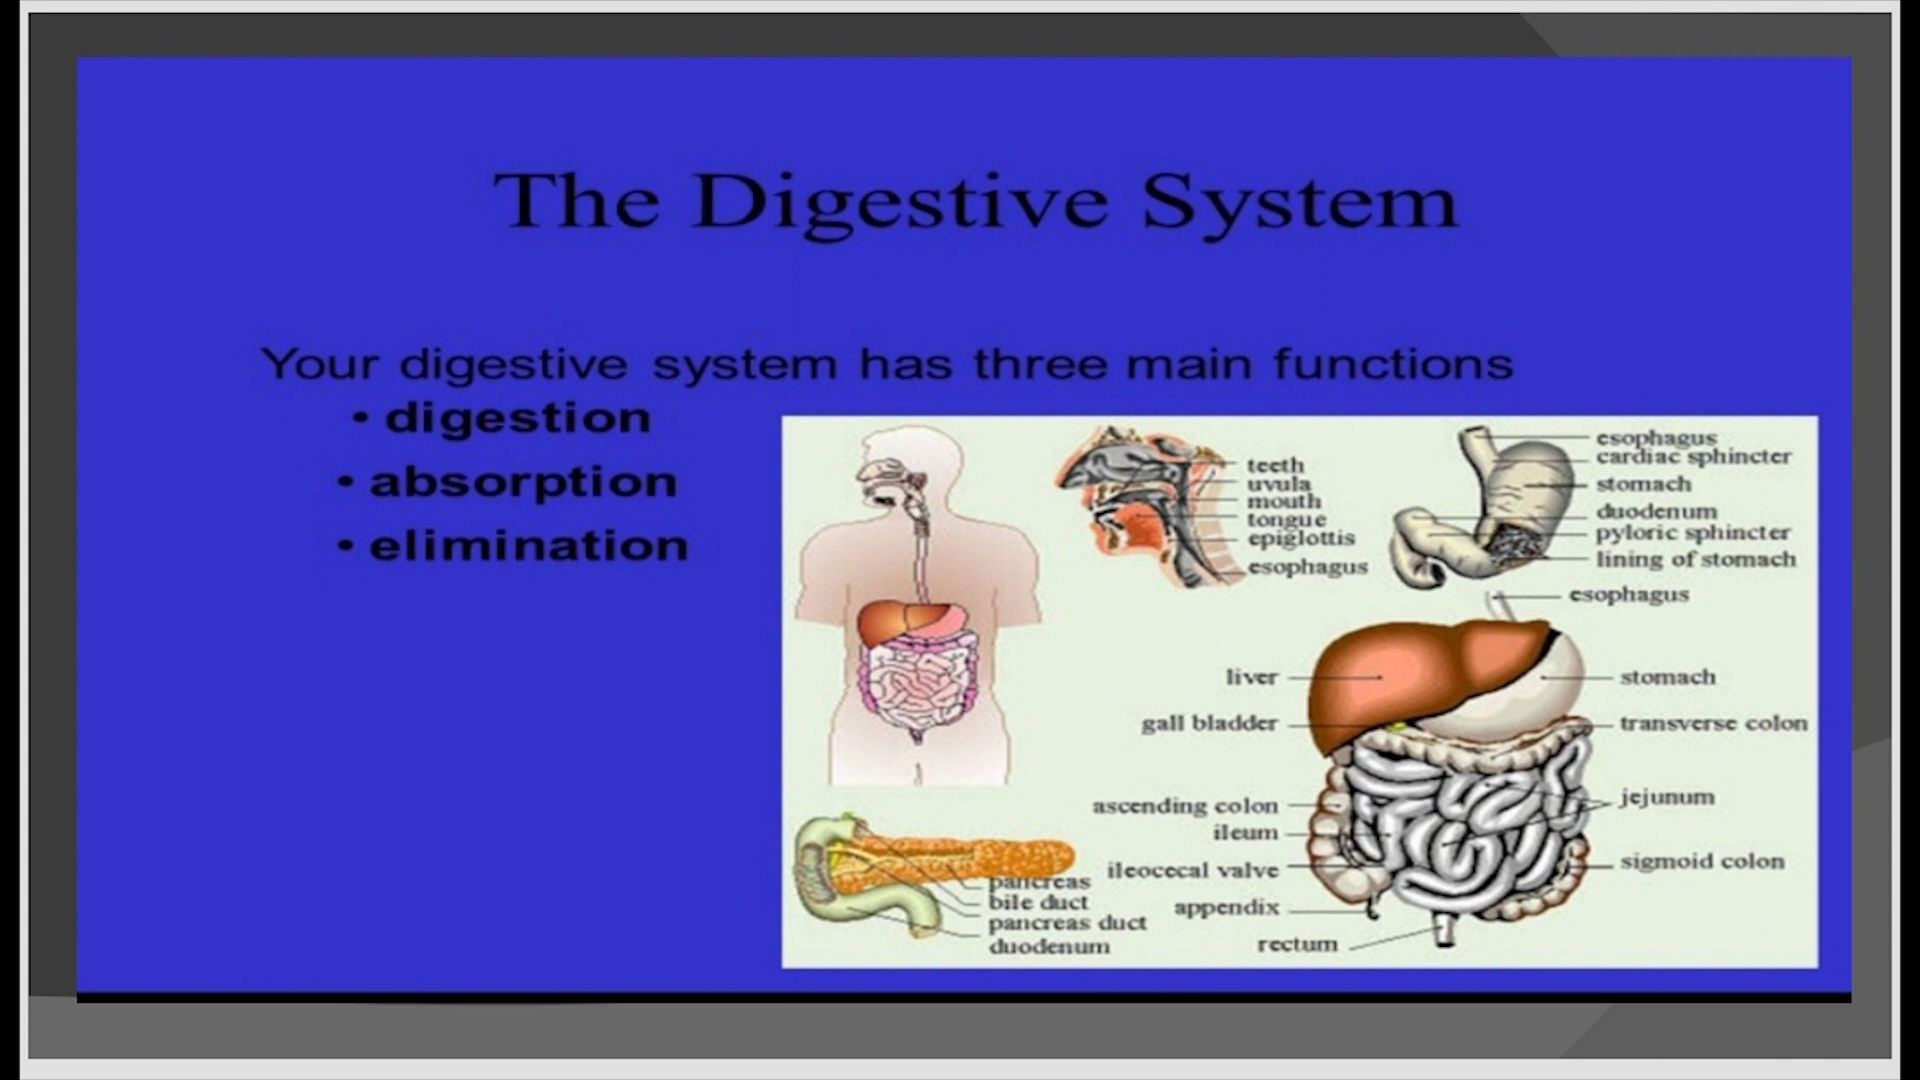 The Digestive System
Your digestive system has three main functions
• digestion
• absorption
• elimination
teeth
uvula
mouth
tongue
epiglottis
esophagus
esophagus
cardiac sphincter
stomach
duodenum
pyloric sphincter
lining of stomach
esophagus
liver
gall bladder
ascending colon
ileum
ileocecal valve
appendix
rectum
stomach
transverse colon
jejunum
sigmoid colon
pancreas
bile duct
pancreas duct
duodenum